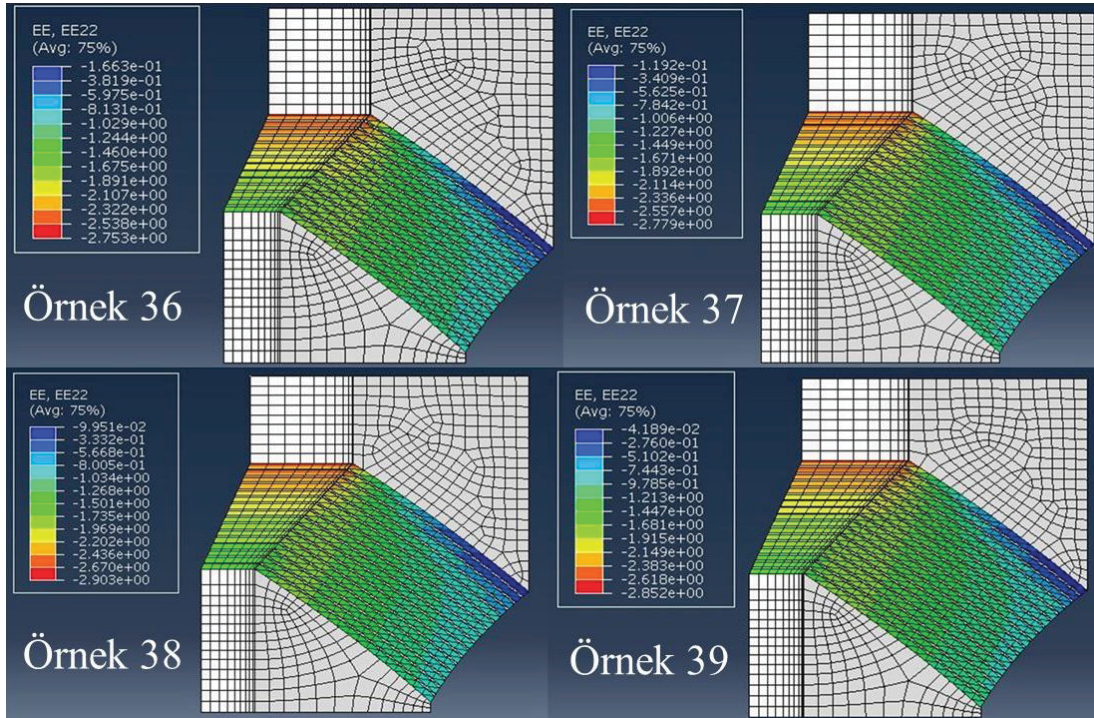 EE, EE22
(Avg: 75%)
-1.663e-01
-3.819e-01
-5.975e-01
-8.131e-01
-1.029e+00
-1.244e+00
-1.460e+00
-1.675e+00
-1.891e+00
-2.107e+00
-2.322e+00
-2.538e+00
-2.753e+00
Örnek 36
EE, EE22
(Avg: 75%)
-1.192e-01
-3.409e-01
-5.625e-01
-7.842e-01
-1.006e+00
-1.227e+00
-1.449e+00
-1.671e+00
-1.892e+00
-2.114e+00
-2.336e+00
-2.557e+00
-2.779e+00
Örnek 37
EE, EE22
(Avg: 75%)
-9.951e-02
-3.332e-01
-5.668e-01
-8.005e-01
-1.034e+00
-1.268e+00
-1.501e+00
-1.735e+00
-1.969e+00
-2.202e+00
-2.436e+00
-2.670e+00
-2.903e+00
Örnek 38
EE, EE22
(Avg: 75%)
-4.189e-02
-2.760e-01
-5.102e-01
-7.443e-01
-9.785e-01
-1.213e+00
-1.447e+00
-1.681e+00
-1.915e+00
-2.149e+00
-2.383e+00
-2.618e+00
-2.852e+00
Örnek 39